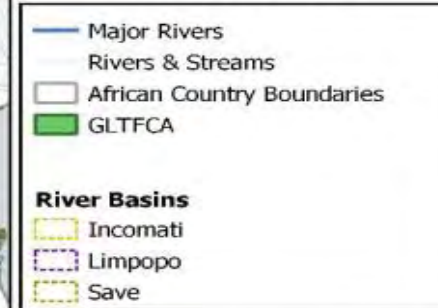 Major Rivers
Rivers & Streams
African Country Boundaries
GLTFCA
River Basins
Incomati
Limpopo
Save